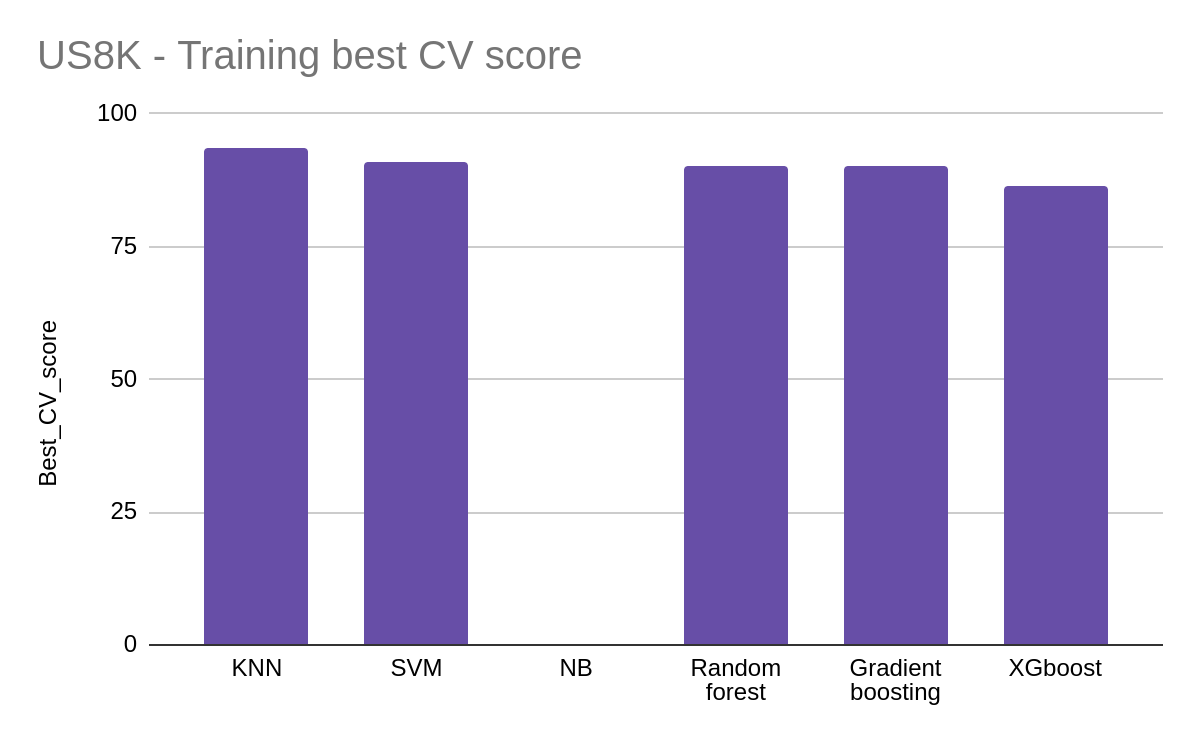 US8K - Training best CV score
100
75
50
25
0
Best_CV_score
KNN
SVM
NB
Random
forest
Gradient
boosting
XGboost